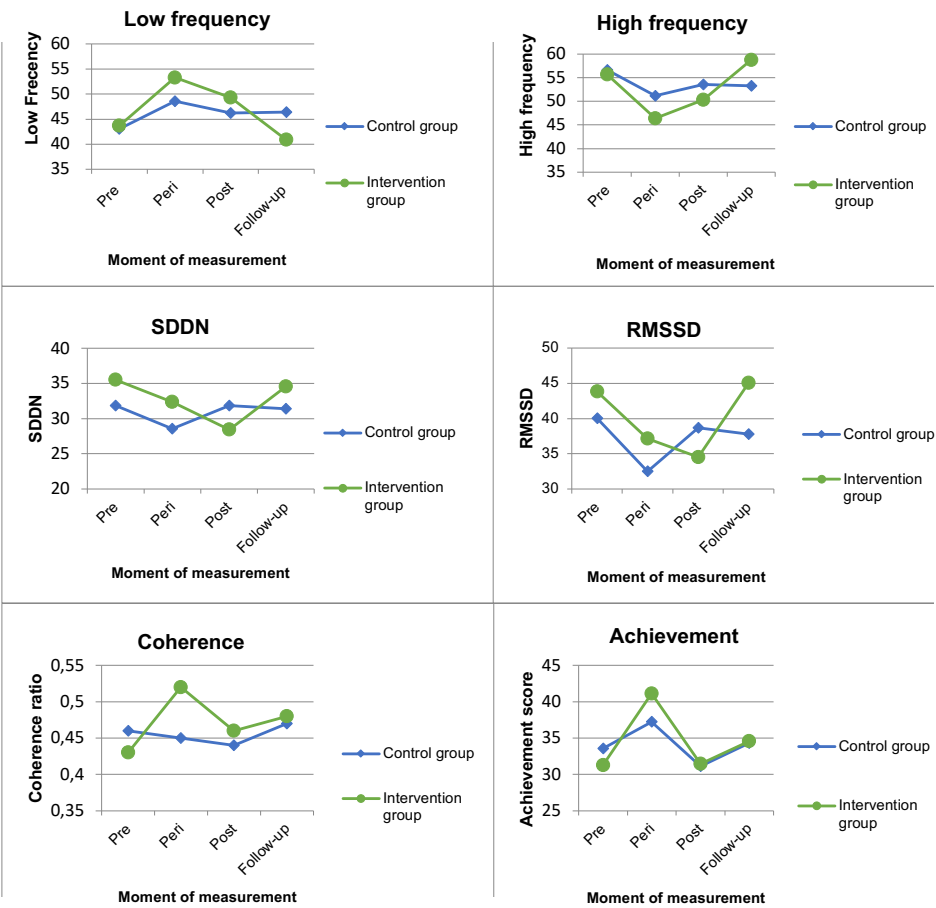 Low frequency
Low Frecency
60
55
50
45
40
35
Pre
Peri
Post
Follow-up
Moment of measurement
Control group
Intervention
group
High frequency
High frequency
60
55
50
45
40
35
Pre
Peri
Post
Follow-up
Moment of measurement
Control group
Intervention
group
SDDN
SDDN
40
35
30
25
20
Pre
Peri
Post
Follow-up
Moment of measurement
Control group
Intervention
group
RMSSD
RMSSD
50
45
40
35
30
Pre
Peri
Post
Follow-up
Moment of measurement
Control group
Intervention
group
Coherence
Coherence ratio
0,55
0,5
0,45
0,4
0,35
Pre
Peri
Post
Follow-up
Moment of measurement
Control group
Intervention
group
Achievement
Achievement score
45
40
35
30
25
Pre
Peri
Post
Follow-up
Moment of measurement
Control group
Intervention
group